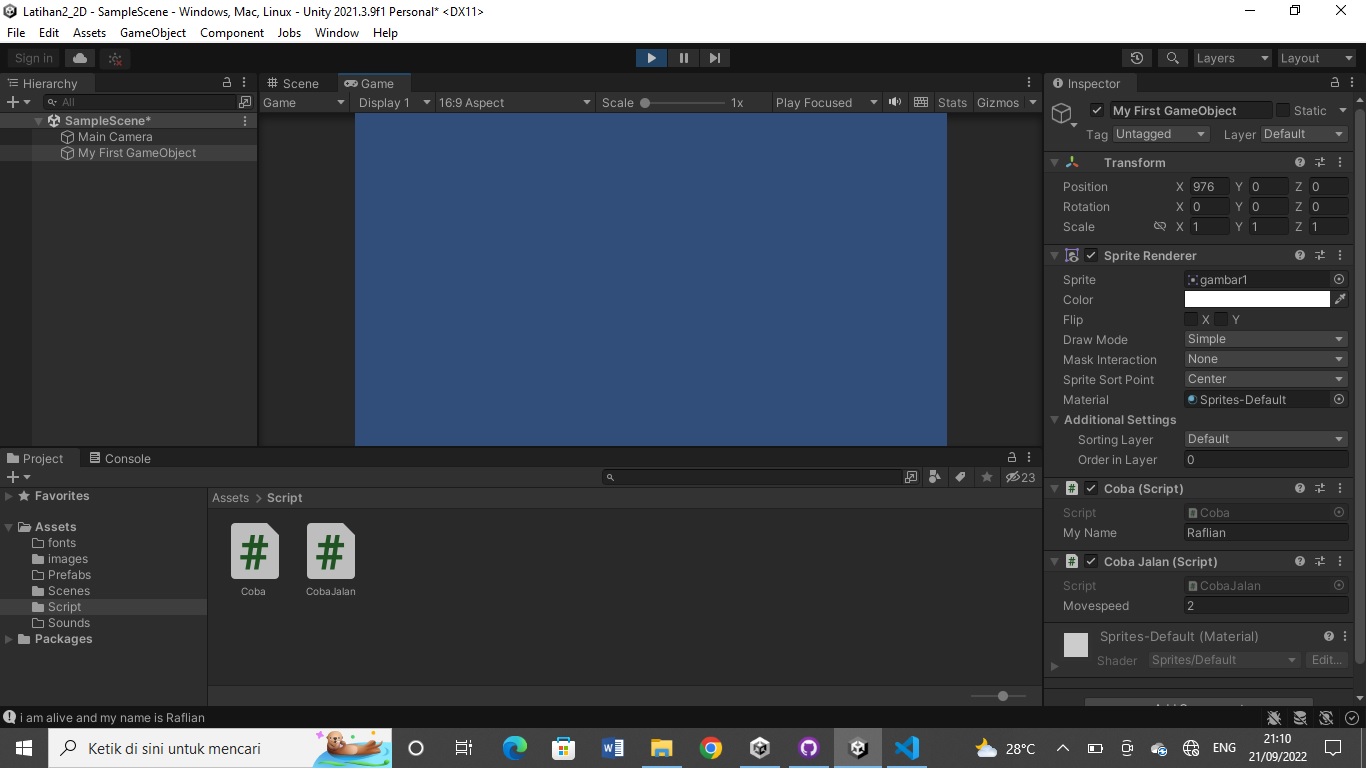 Latihan2_2D - SampleScene - Windows, Mac, Linux - Unity 2021.3.9f1 Personal* <DX11>
File Edit Assets GameObject Component Jobs Window Help
Sign in
Layers
Layout
Hierarchy
All
SampleScene*
Main Camera
My First GameObject
Scene
Game
Game
Display 1
16:9 Aspect
Scale
1x
Play Focused
Stats
Gizmos
Inspector
My First GameObject
Static
Tag Untagged
Layer Default
Transform
Position X 976 Y 0 Z 0
Rotation X 0 Y 0 Z 0
Scale X 1 Y 1 Z 1
Sprite Renderer
Sprite gambar1
Color
Flip X Y
Draw Mode Simple
Mask Interaction None
Sprite Sort Point Center
Material Sprites-Default
Additional Settings
Sorting Layer Default
Order in Layer 0
Coba (Script)
Script Coba
My Name Raflian
Coba Jalan (Script)
Script CobaJalan
Movespeed 2
Sprites-Default (Material)
Shader Sprites/Default Edit...
Project
Console
23
Favorites
Assets
fonts
images
Prefabs
Scenes
Script
Sounds
Packages
Assets > Script
Coba
CobaJalan
i am alive and my name is Raflian
Ketik di sini untuk mencari
28°C
ENG
21:10
21/09/2022